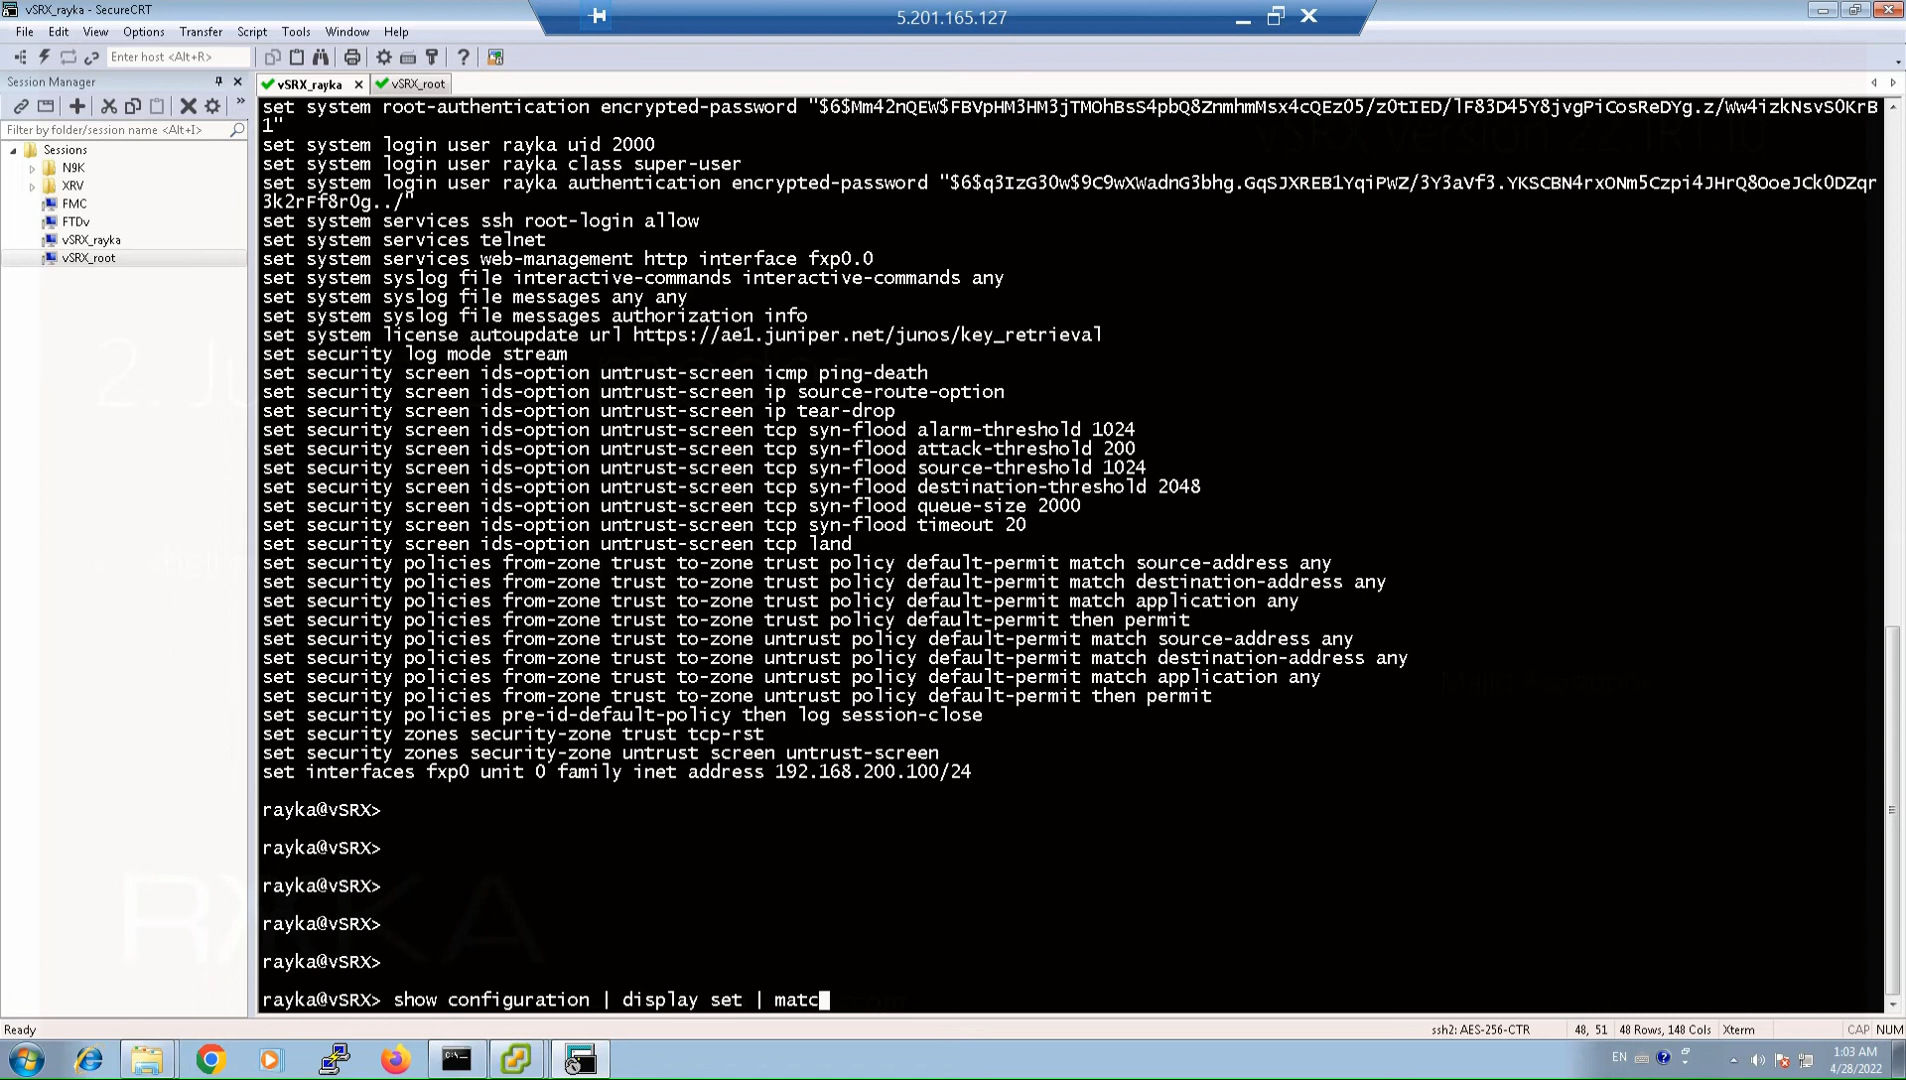 vSRX_rayka - SecureCRT
5.201.165.127
File Edit View Options Transfer Script Tools Window Help
Enter host <Alt+R>
Session Manager
vSRX_rayka
vSRX_root
Filter by folder/session name <Alt+I>
Sessions
N9K
XRV
FMC
FTDv
vSRX_rayka
vSRX_root
set system root-authentication encrypted-password "$6$Mm42nQEW$FBVpHM3HM3jTMOhBsS4pbQ8ZnmhmMsx4cQEzO5/z0tIED/lF83D45Y8jvgPiCosReDYg.z/Ww4izkNsvS0KrB
1"
set system login user rayka uid 2000
set system login user rayka class super-user
set system login user rayka authentication encrypted-password "$6$q3IzG3Ow$9C9wXWadnG3bhg.GqSJXREB1YqiPWZ/3Y3aVf3.YKSCBN4rxONm5Czpi4JHrQ8OoeJCk0DZqr
3k2rFf8r0g../"
set system services ssh root-login allow
set system services telnet
set system services web-management http interface fxp0.0
set system syslog file interactive-commands interactive-commands any
set system syslog file messages any any
set system syslog file messages authorization info
set system license autoupdate url https://ae1.juniper.net/junos/key_retrieval
set security log mode stream
set security screen ids-option untrust-screen icmp ping-death
set security screen ids-option untrust-screen ip source-route-option
set security screen ids-option untrust-screen ip tear-drop
set security screen ids-option untrust-screen tcp syn-flood alarm-threshold 1024
set security screen ids-option untrust-screen tcp syn-flood attack-threshold 200
set security screen ids-option untrust-screen tcp syn-flood source-threshold 1024
set security screen ids-option untrust-screen tcp syn-flood destination-threshold 2048
set security screen ids-option untrust-screen tcp syn-flood queue-size 2000
set security screen ids-option untrust-screen tcp syn-flood timeout 20
set security screen ids-option untrust-screen tcp land
set security policies from-zone trust to-zone trust policy default-permit match source-address any
set security policies from-zone trust to-zone trust policy default-permit match destination-address any
set security policies from-zone trust to-zone trust policy default-permit match application any
set security policies from-zone trust to-zone trust policy default-permit then permit
set security policies from-zone trust to-zone untrust policy default-permit match source-address any
set security policies from-zone trust to-zone untrust policy default-permit match destination-address any
set security policies from-zone trust to-zone untrust policy default-permit match application any
set security policies from-zone trust to-zone untrust policy default-permit then permit
set security policies pre-id-default-policy then log session-close
set security zones security-zone trust tcp-rst
set security zones security-zone untrust screen untrust-screen
set interfaces fxp0 unit 0 family inet address 192.168.200.100/24
rayka@vSRX>
rayka@vSRX>
rayka@vSRX>
rayka@vSRX>
rayka@vSRX>
rayka@vSRX> show configuration | display set | matc
Ready
ssh2: AES-256-CTR
48, 51
48 Rows, 148 Cols
Xterm
CAP NUM
EN
1:03 AM
4/28/2022